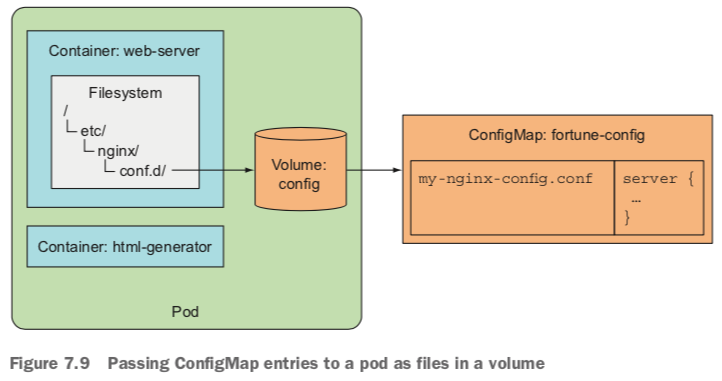 Container: web-server
Filesystem
/
etc/
nginx/
conf.d/
Volume:
config
ConfigMap: fortune-config
my-nginx-config.conf
server {
…
}
Container: html-generator
Pod
Figure 7.9 Passing ConfigMap entries to a pod as files in a volume